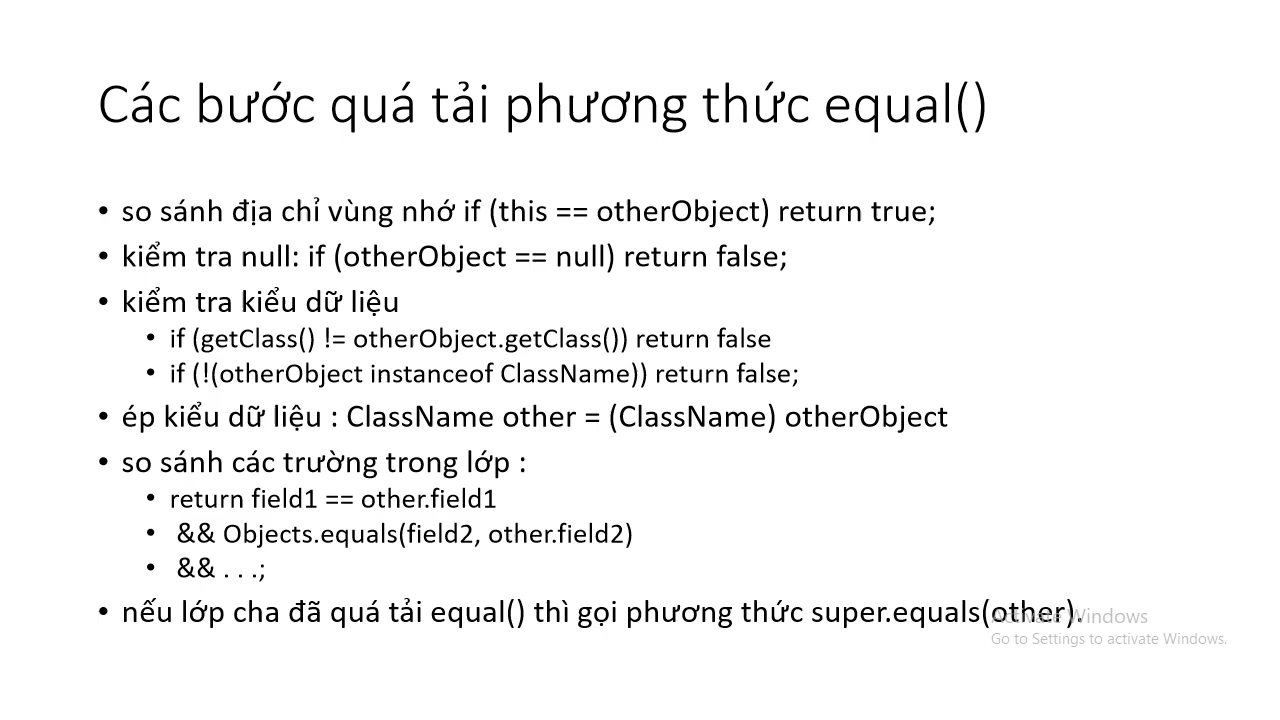 Các bước quá tải phương thức equal()
• so sánh địa chỉ vùng nhớ if (this == otherObject) return true;
• kiểm tra null: if (otherObject == null) return false;
• kiểm tra kiểu dữ liệu
• if (getClass() != otherObject.getClass()) return false
• if (!(otherObject instanceof ClassName)) return false;
• ép kiểu dữ liệu : ClassName other = (ClassName) otherObject
• so sánh các trường trong lớp :
• return field1 == other.field1
• && Objects.equals(field2, other.field2)
• && . . .;
• nếu lớp cha đã quá tải equal() thì gọi phương thức super.equals(other).
Activate Windows
Go to Settings to activate Windows.